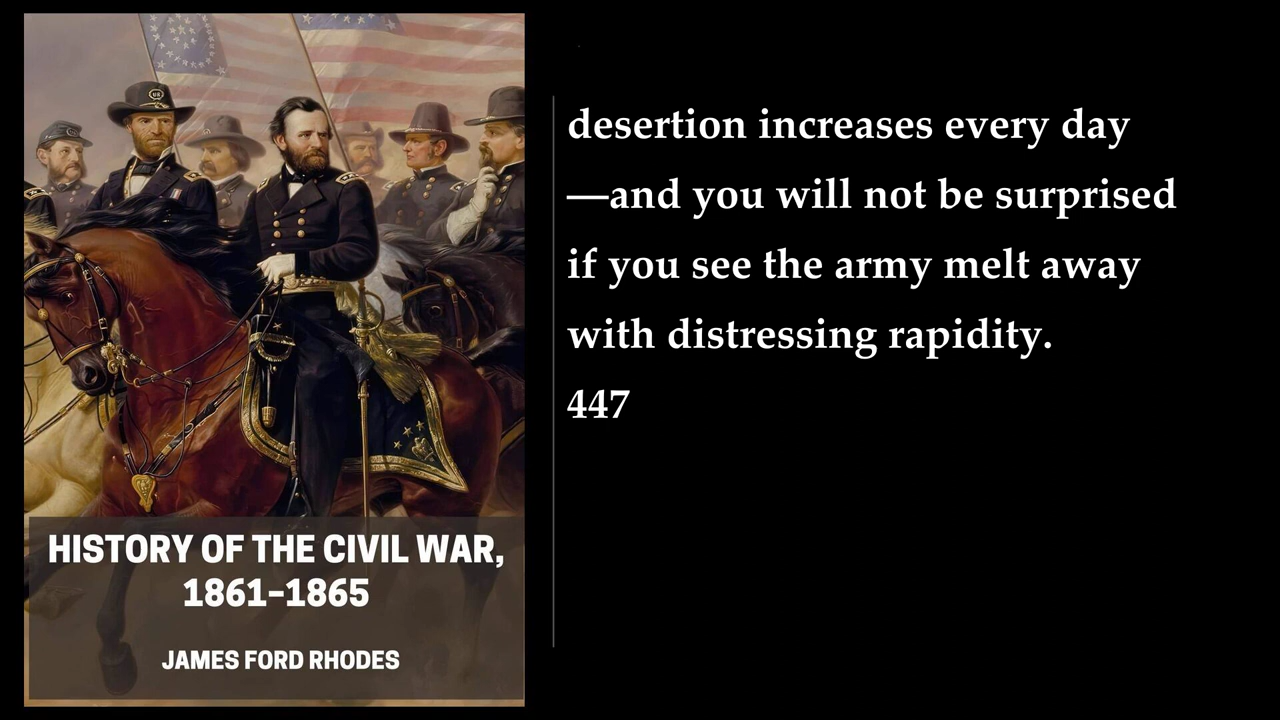 HISTORY OF THE CIVIL WAR,
1861–1865
JAMES FORD RHODES
desertion increases every day
—and you will not be surprised
if you see the army melt away
with distressing rapidity.
447